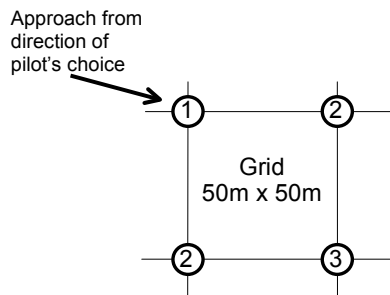 Approach from
direction of
pilot's choice
1
2
Grid
50m x 50m
2
3